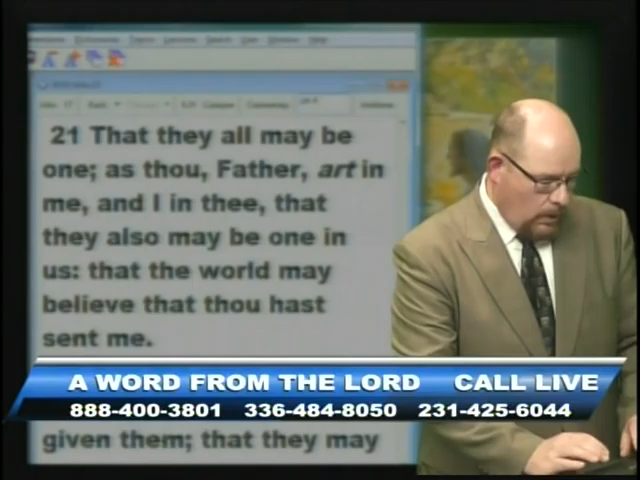 21 That they all may be
one; as thou, Father, art in
me, and I in thee, that
they also may be one in
us: that the world may
believe that thou hast
sent me.
A WORD FROM THE LORD CALL LIVE
888-400-3801 336-484-8050 231-425-6044
given them; that they may